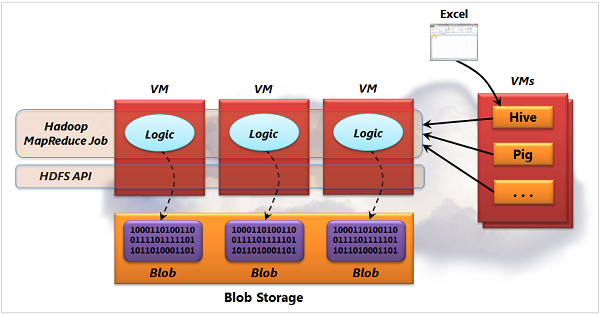 Excel
VM
VM
VM
VMs
Hadoop
MapReduce Job
Logic
Logic
Logic
Hive
Pig
...
HDFS API
1000110100110
0111101111101
1011010001101
1000110100110
0111101111101
1011010001101
1000110100110
0111101111101
1011010001101
Blob
Blob
Blob
Blob Storage